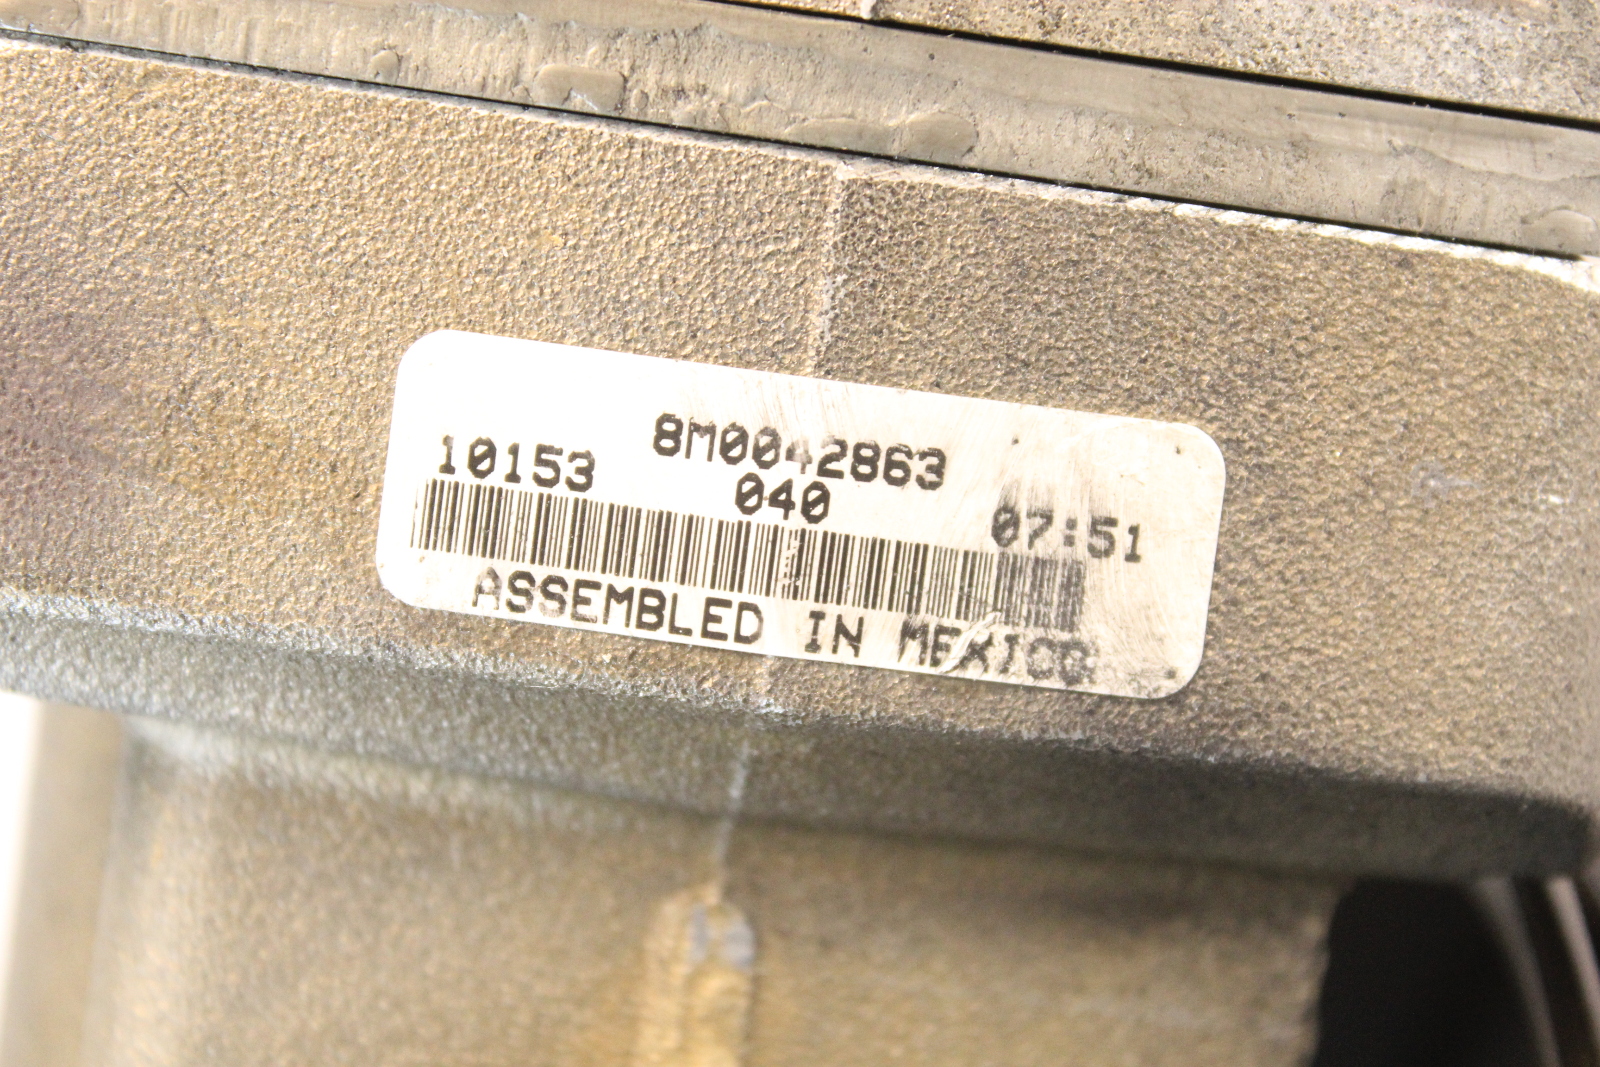 8M0042863
10153 040 07:51
ASSEMBLED IN MEXICO